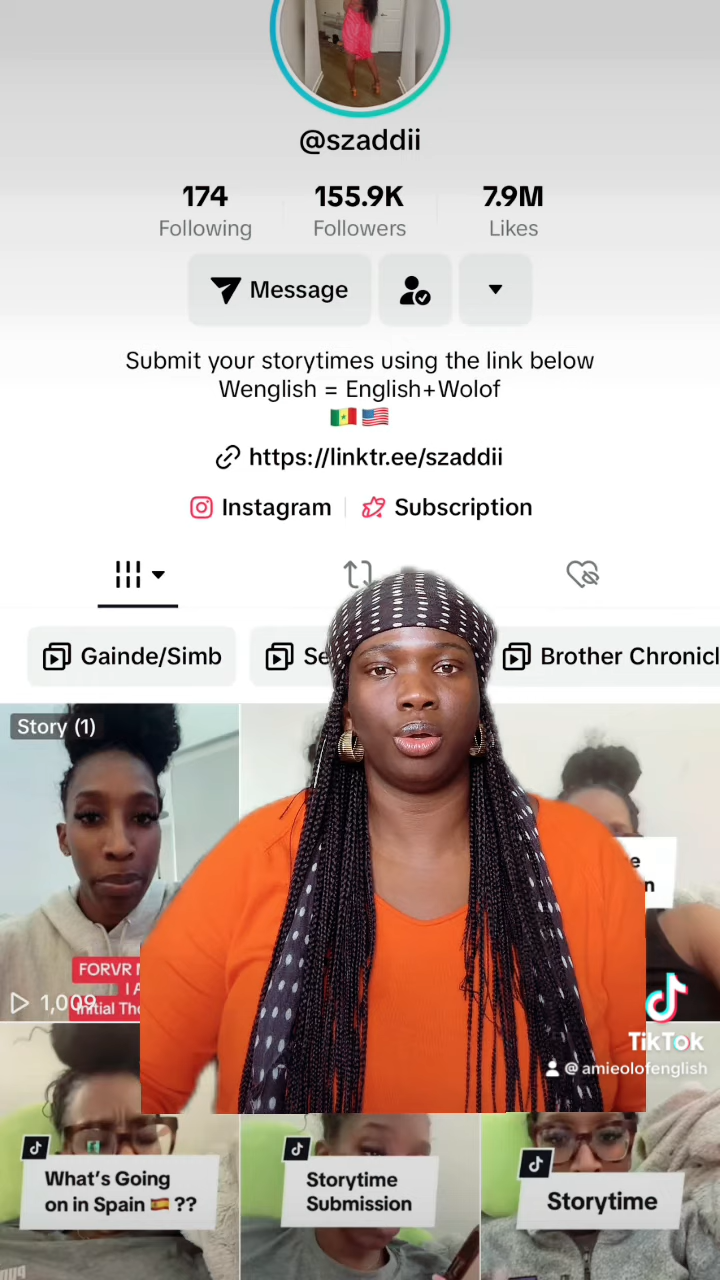 @szaddii
174 155.9K 7.9M
Following Followers Likes
Message
Submit your storytimes using the link below
Wenglish = English+Wolof
https://linktr.ee/szaddii
Instagram Subscription
Gainde/Simb
Brother Chronicl
Story (1)
FORVR
I A
Initial
1,009
TikTok
@amieolofenglish
What's Going
on in Spain ??
Storytime
Submission
Storytime